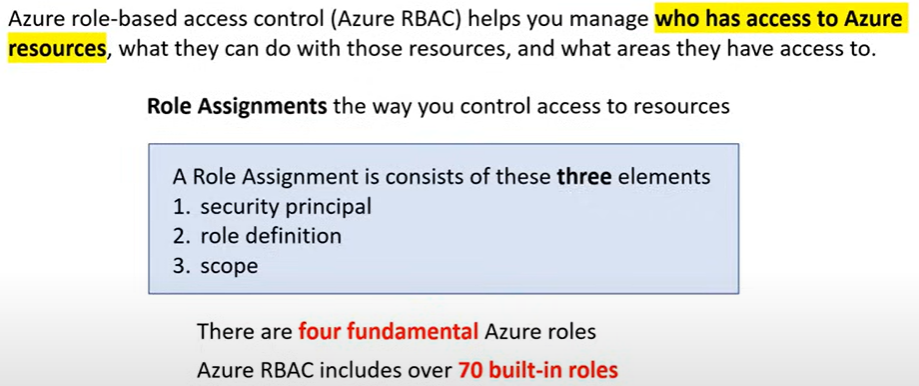 Azure role-based access control (Azure RBAC) helps you manage who has access to Azure
resources, what they can do with those resources, and what areas they have access to.
Role Assignments the way you control access to resources
A Role Assignment is consists of these three elements
1. security principal
2. role definition
3. scope
There are four fundamental Azure roles
Azure RBAC includes over 70 built-in roles